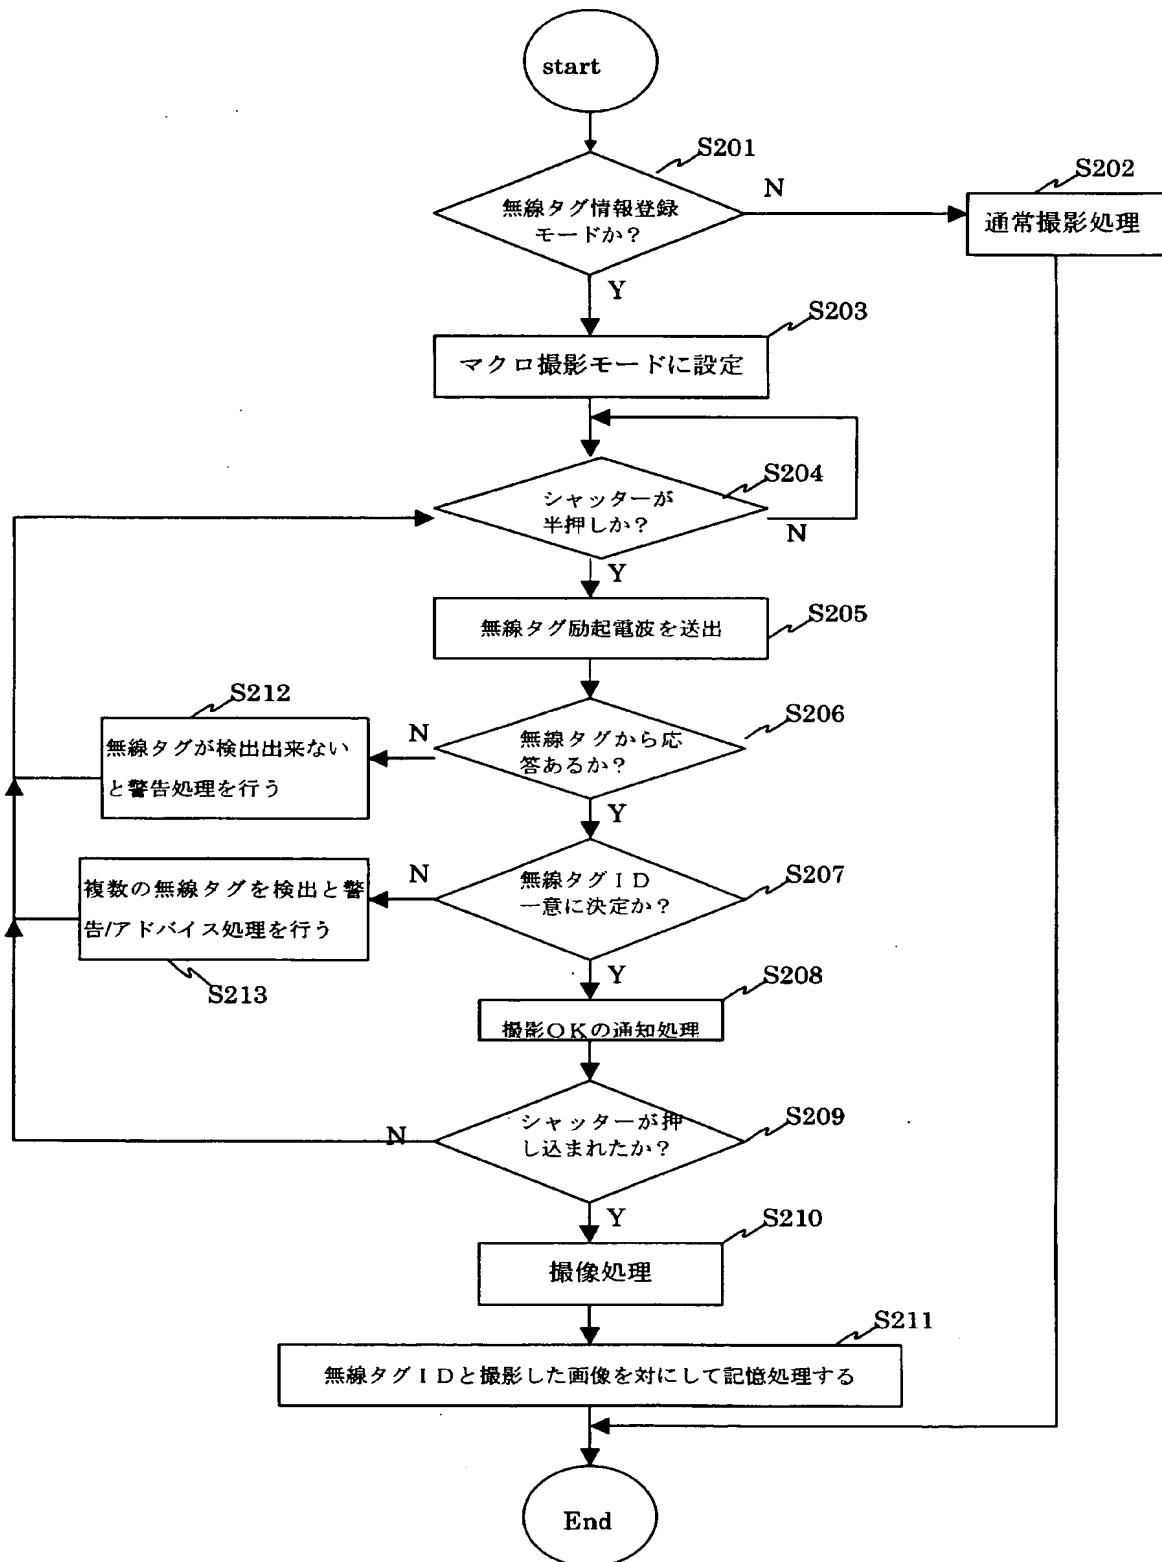 start
S201
無線タグ情報登録
モードか？
N
S202
通常撮影処理
Y
S203
マクロ撮影モードに設定
S204
シャッターが
半押しか？
N
Y
無線タグ励起電波を送出
S205
S212
無線タグが検出出来ない
と警告処理を行う
N
無線タグから応
答あるか？
S206
Y
複数の無線タグを検出と警
告/アドバイス処理を行う
S213
N
無線タグＩＤ
一意に決定か？
S207
Y
S208
撮影ＯＫの通知処理
シャッターが押
し込まれたか？
S209
N
Y
S210
撮像処理
S211
無線タグＩＤと撮影した画像を対にして記憶処理する
End